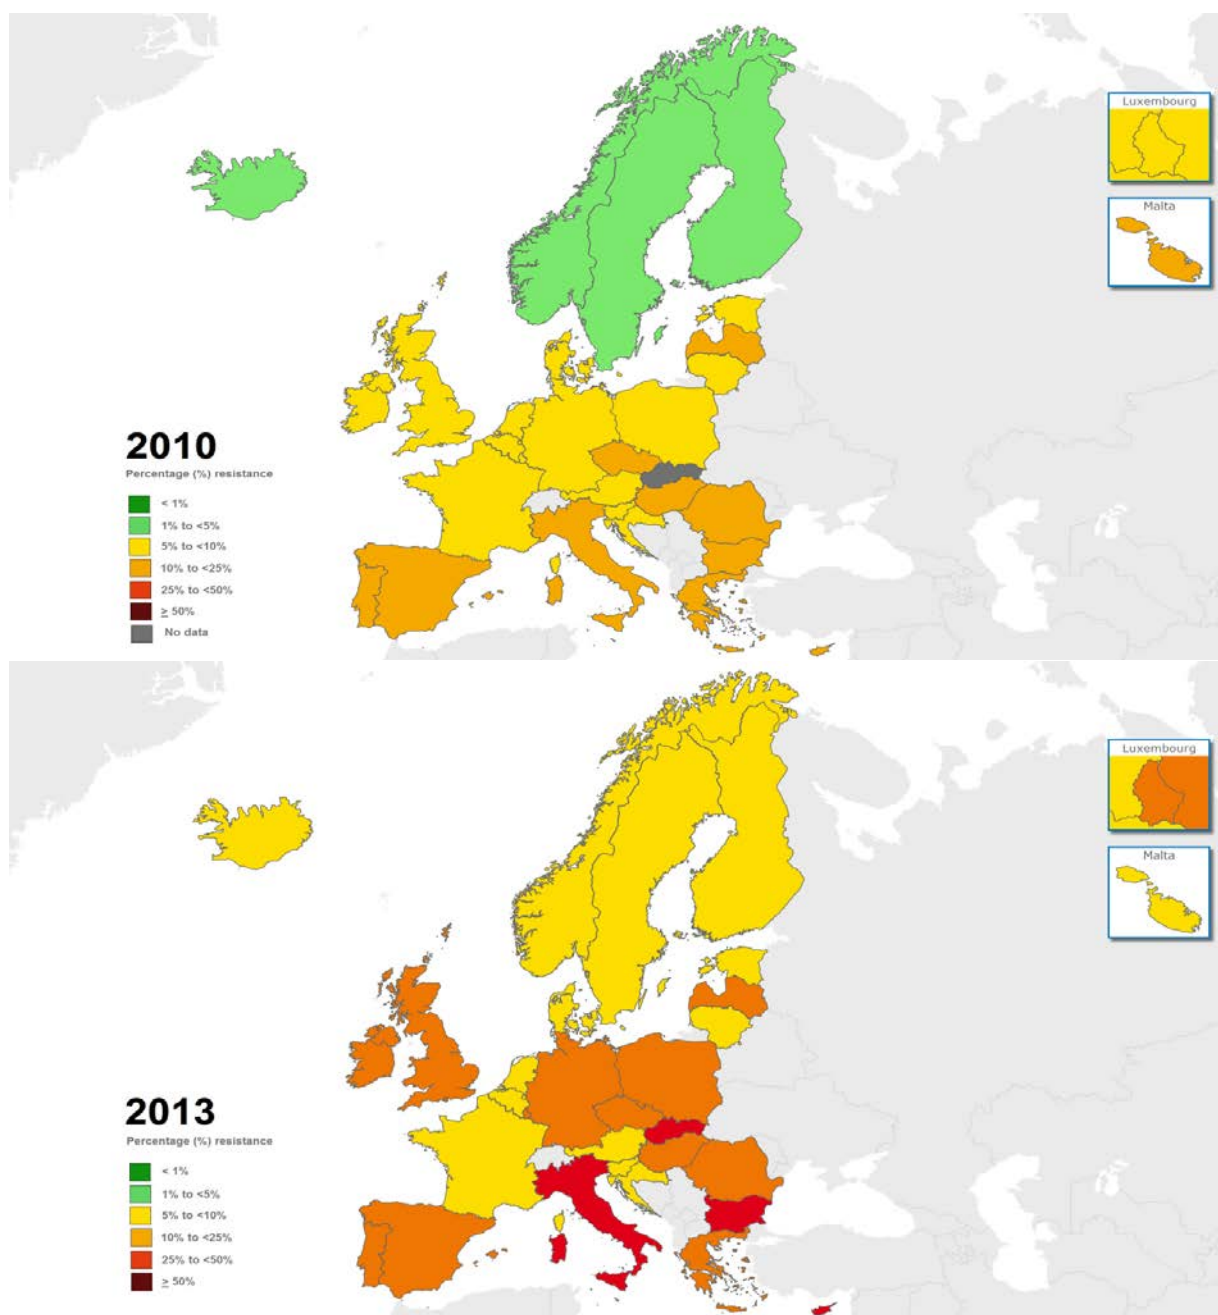 Luxembourg
Malta
2010
Percentage (%) resistance
< 1%
1% to <5%
5% to <10%
10% to <25%
25% to <50%
≥ 50%
No data
Luxembourg
Malta
2013
Percentage (%) resistance
< 1%
1% to <5%
5% to <10%
10% to <25%
25% to <50%
≥ 50%